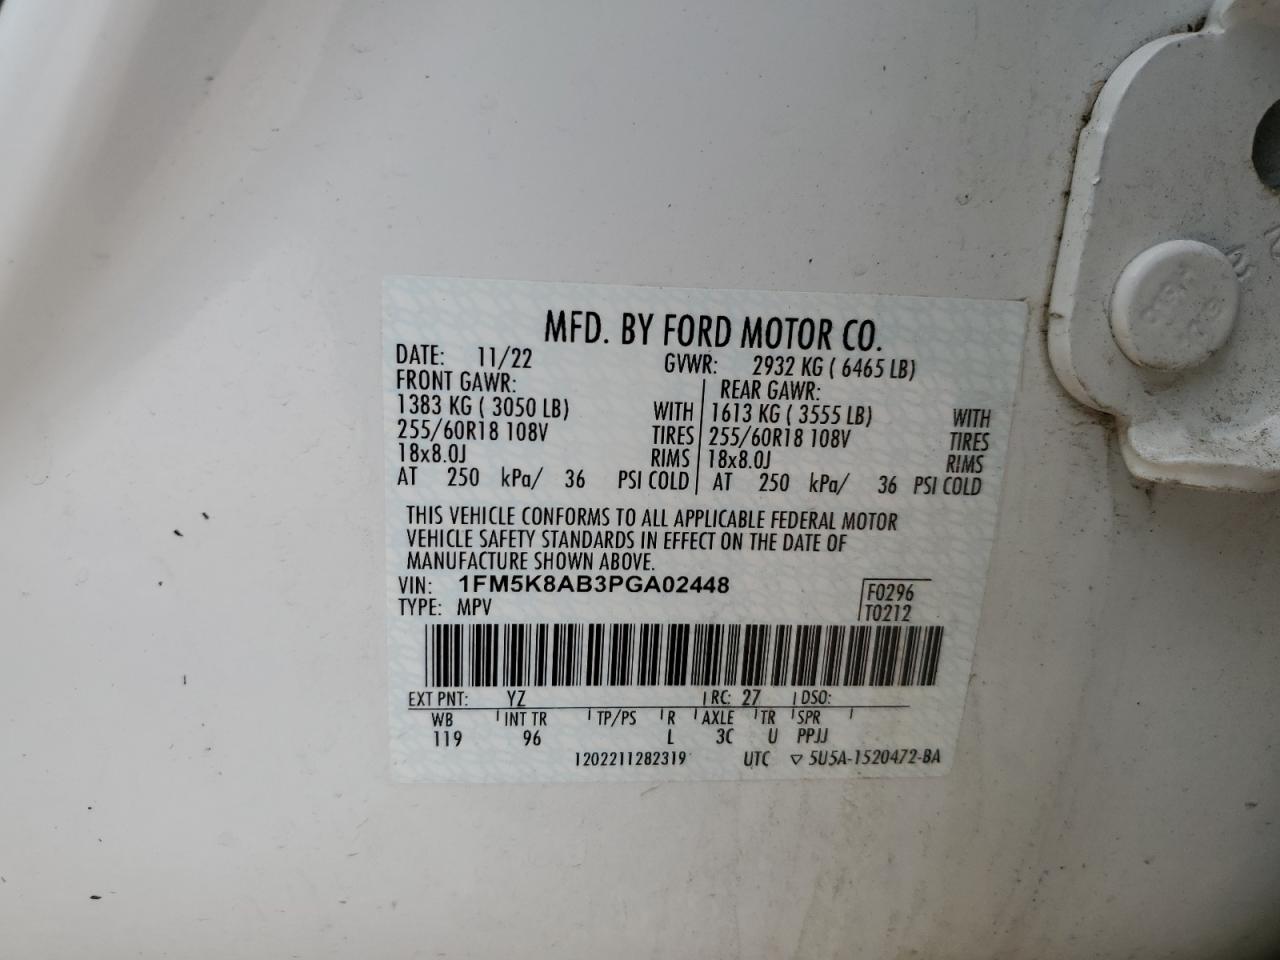 MFD. BY FORD MOTOR CO.
DATE: 11/22 GVWR: 2932 KG ( 6465 LB)
FRONT GAWR: REAR GAWR:
1383 KG ( 3050 LB) WITH 1613 KG ( 3555 LB) WITH
255/60R18 108V TIRES 255/60R18 108V TIRES
18x8.0J RIMS 18x8.0J RIMS
AT 250 kPa/ 36 PSI COLD AT 250 kPa/ 36 PSI COLD
THIS VEHICLE CONFORMS TO ALL APPLICABLE FEDERAL MOTOR
VEHICLE SAFETY STANDARDS IN EFFECT ON THE DATE OF
MANUFACTURE SHOWN ABOVE.
VIN: 1FM5K8AB3PGA02448 F0296
TYPE: MPV T0212
EXT PNT: YZ RC: 27 DSO:
WB INT TR TP/PS R AXLE TR SPR
119 96 L 3C U PPJJ
1202211282319 UTC ▽ 5U5A-1520472-BA